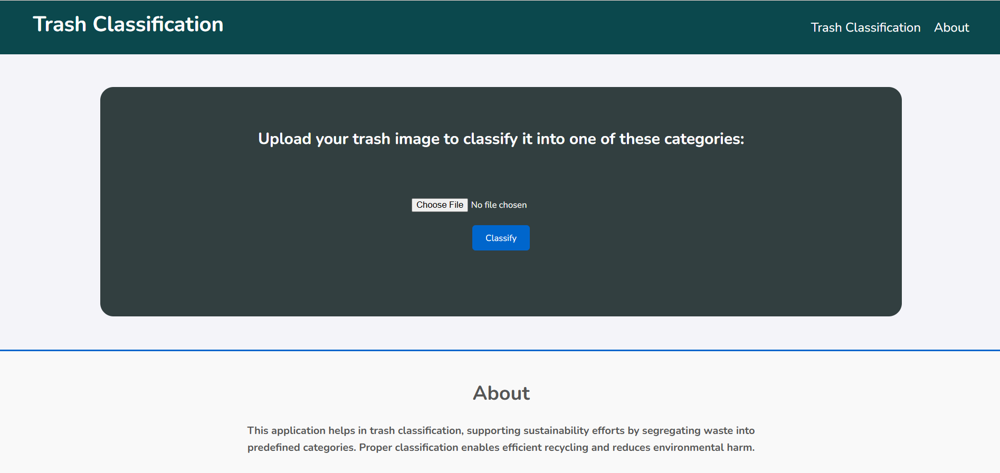 Trash Classification
Trash Classification About
Upload your trash image to classify it into one of these categories:
Choose File No file chosen
Classify
About
This application helps in trash classification, supporting sustainability efforts by segregating waste into
predefined categories. Proper classification enables efficient recycling and reduces environmental harm.